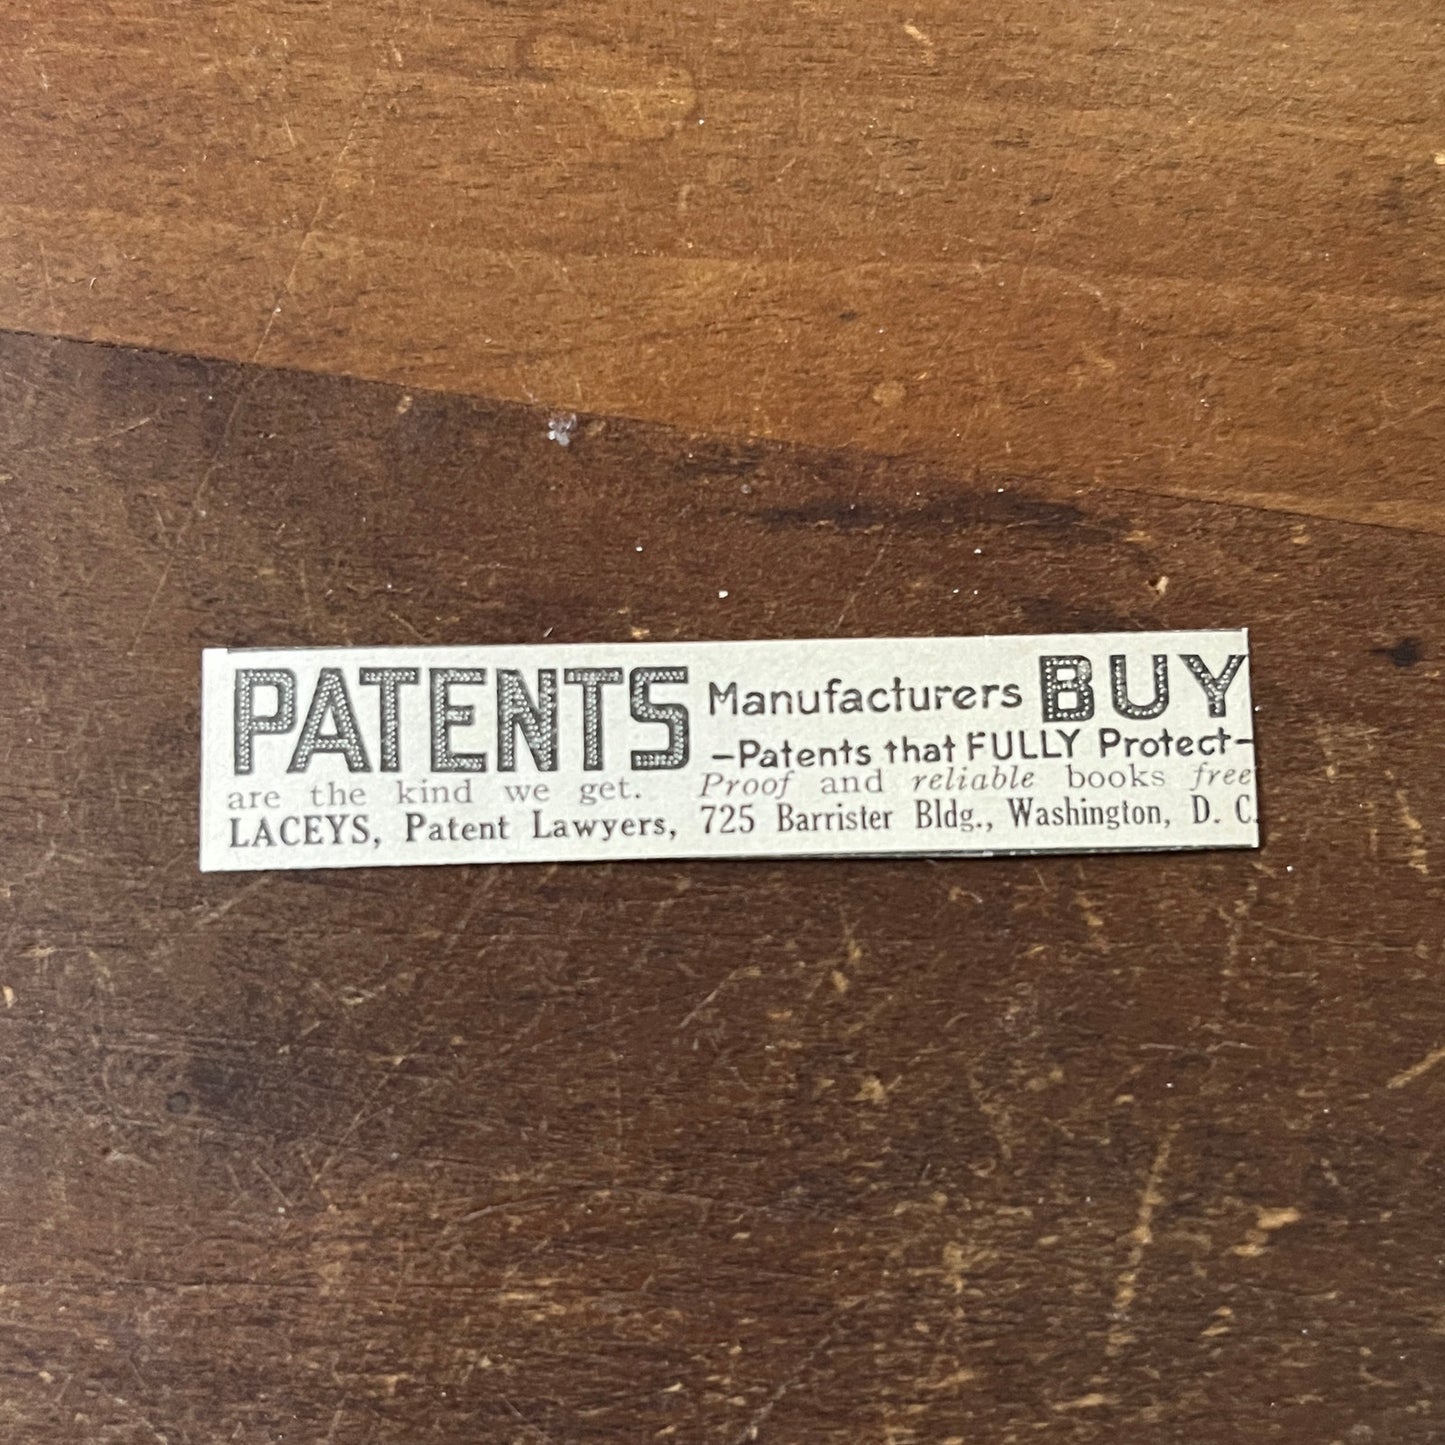 PATENTS Manufacturers BUY
—Patents that FULLY Protect—
are the kind we get. Proof and reliable books free
LACEYS, Patent Lawyers, 725 Barrister Bldg., Washington, D. C.